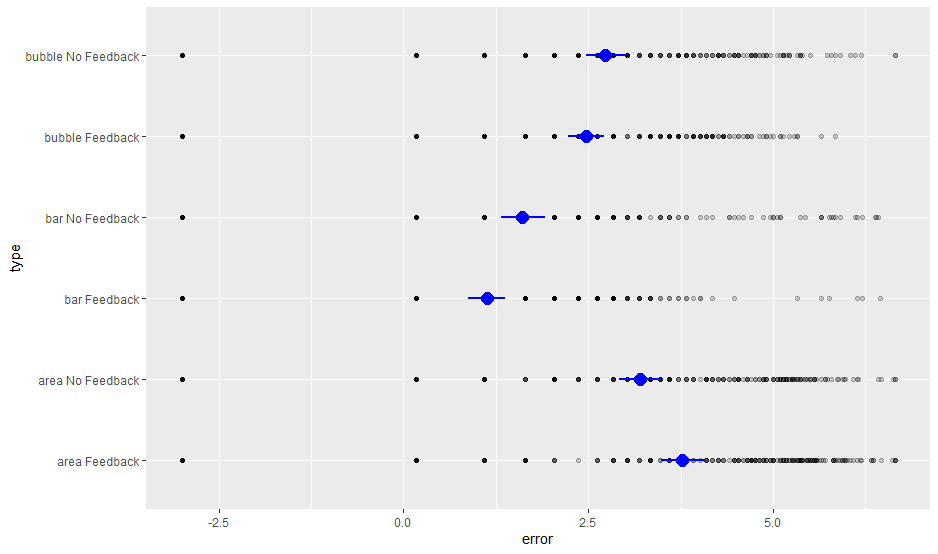 bubble No Feedback
bubble Feedback
bar No Feedback
bar Feedback
area No Feedback
area Feedback
type
-2.5 0.0 2.5 5.0
error